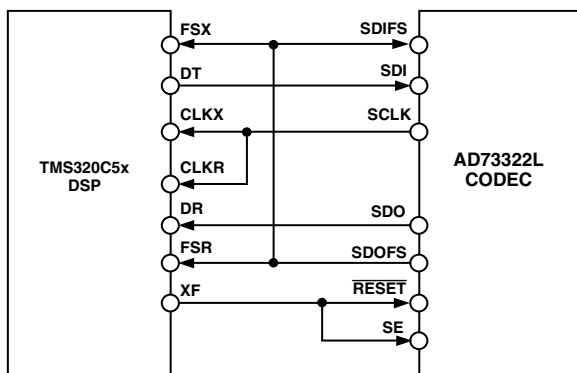 FSX
SDIFS
DT
SDI
CLKX
SCLK
TMS320C5x
DSP
AD73322L
CODEC
CLKR
DR
SDO
FSR
SDOFS
XF
RESET
SE